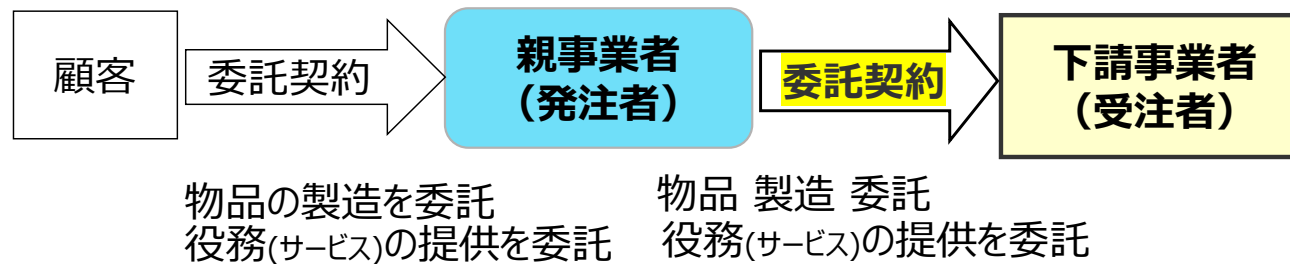 顧客
委託契約
親事業者
（発注者）
委託契約
下請事業者
（受注者）
物品の製造を委託
役務(サービス)の提供を委託
物品 製造 委託
役務(サービス)の提供を委託